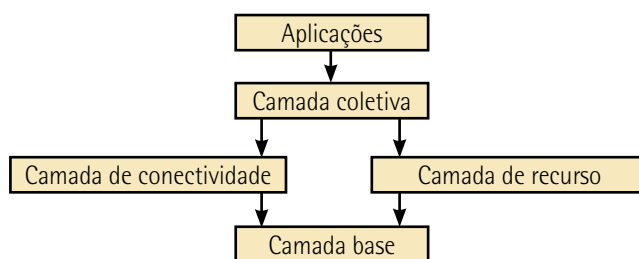 Aplicações
Camada coletiva
Camada de conectividade
Camada de recurso
Camada base